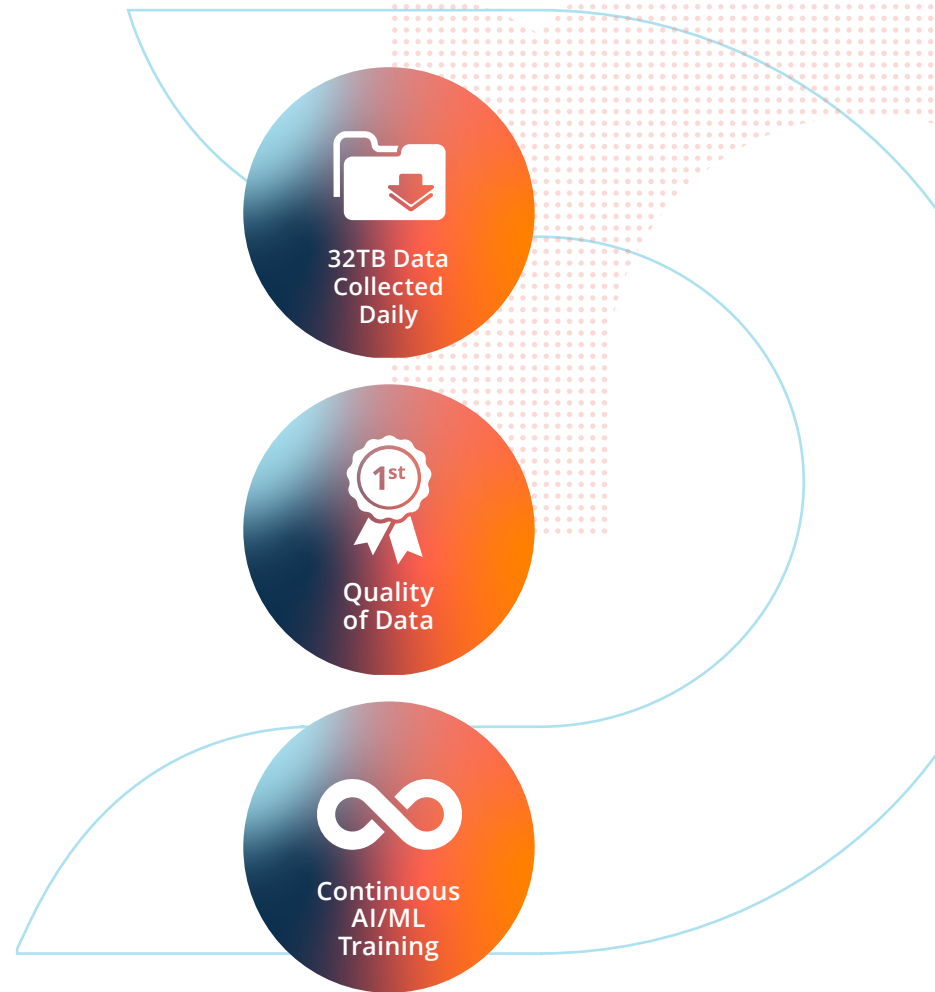 32TB Data
Collected
Daily
1st
Quality
of Data
Continuous
AI/ML
Training